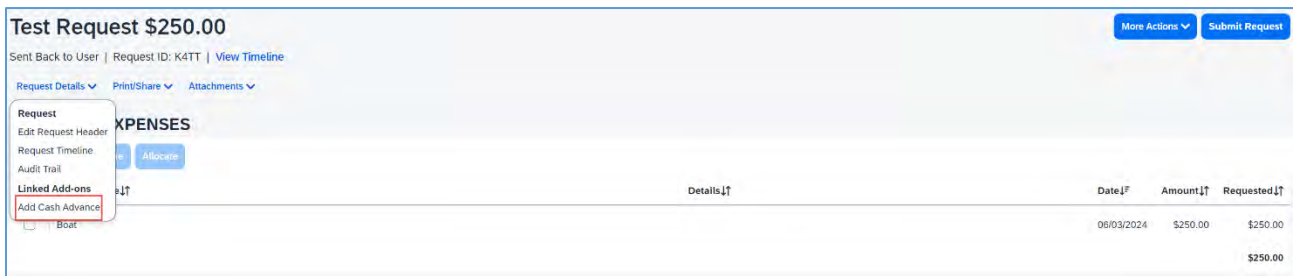 Test Request $250.00
More Actions Submit Request
Sent Back to User | Request ID: K4TT | View Timeline
Request Details Print/Share Attachments
Request
Edit Request Header
XPENSES
Request Timeline
Allocate
Audit Trail
Linked Add-ons
Details Date Amount Requested
Add Cash Advance
Boat 06/03/2024 $250.00 $250.00
$250.00